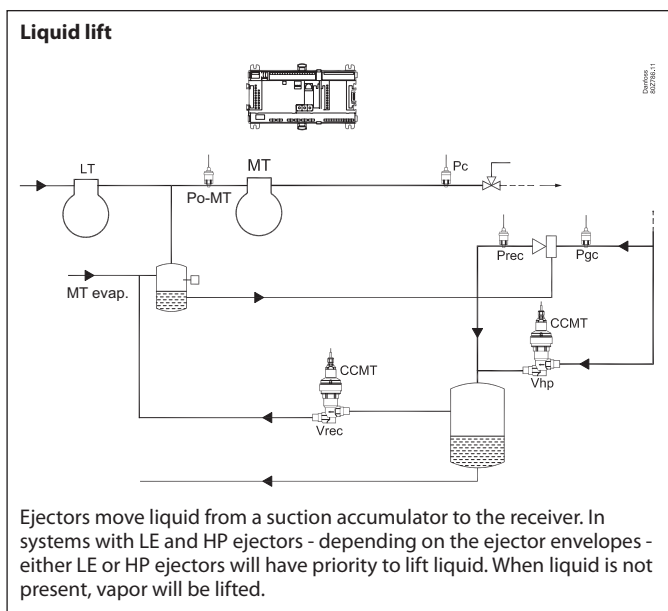 Liquid lift
Danfoss
80Z786.11
LT
MT
Pc
Po-MT
Prec
Pgc
MT evap.
CCMT
Vhp
CCMT
Vrec
Ejectors move liquid from a suction accumulator to the receiver. In
systems with LE and HP ejectors - depending on the ejector envelopes -
either LE or HP ejectors will have priority to lift liquid. When liquid is not
present, vapor will be lifted.